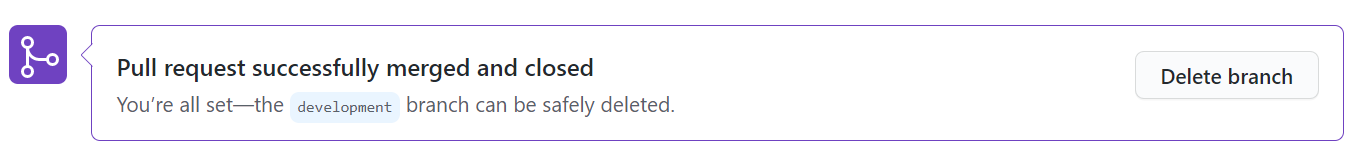 Pull request successfully merged and closed
You’re all set—the development branch can be safely deleted.
Delete branch